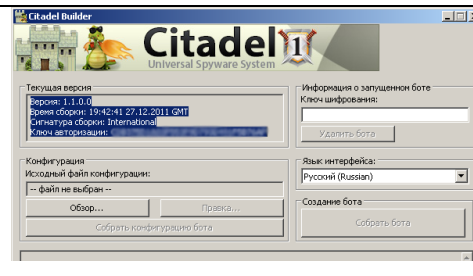 Citadel Builder
Citadel
Universal Spyware System
1
Текущая версия
Версия: 1.1.0.0
Время сборки: 19:42:41 27.12.2011 GMT
Сигнатура сборки: International
Ключ авторизации:
Информация о запущенном боте
Ключ шифрования:
Удалить бота
Конфигурация
Исходный файл конфигурации:
-- файл не выбран --
Обзор...
Правка...
Собрать конфигурацию бота
Язык интерфейса:
Русский (Russian)
Создание бота
Собрать бота